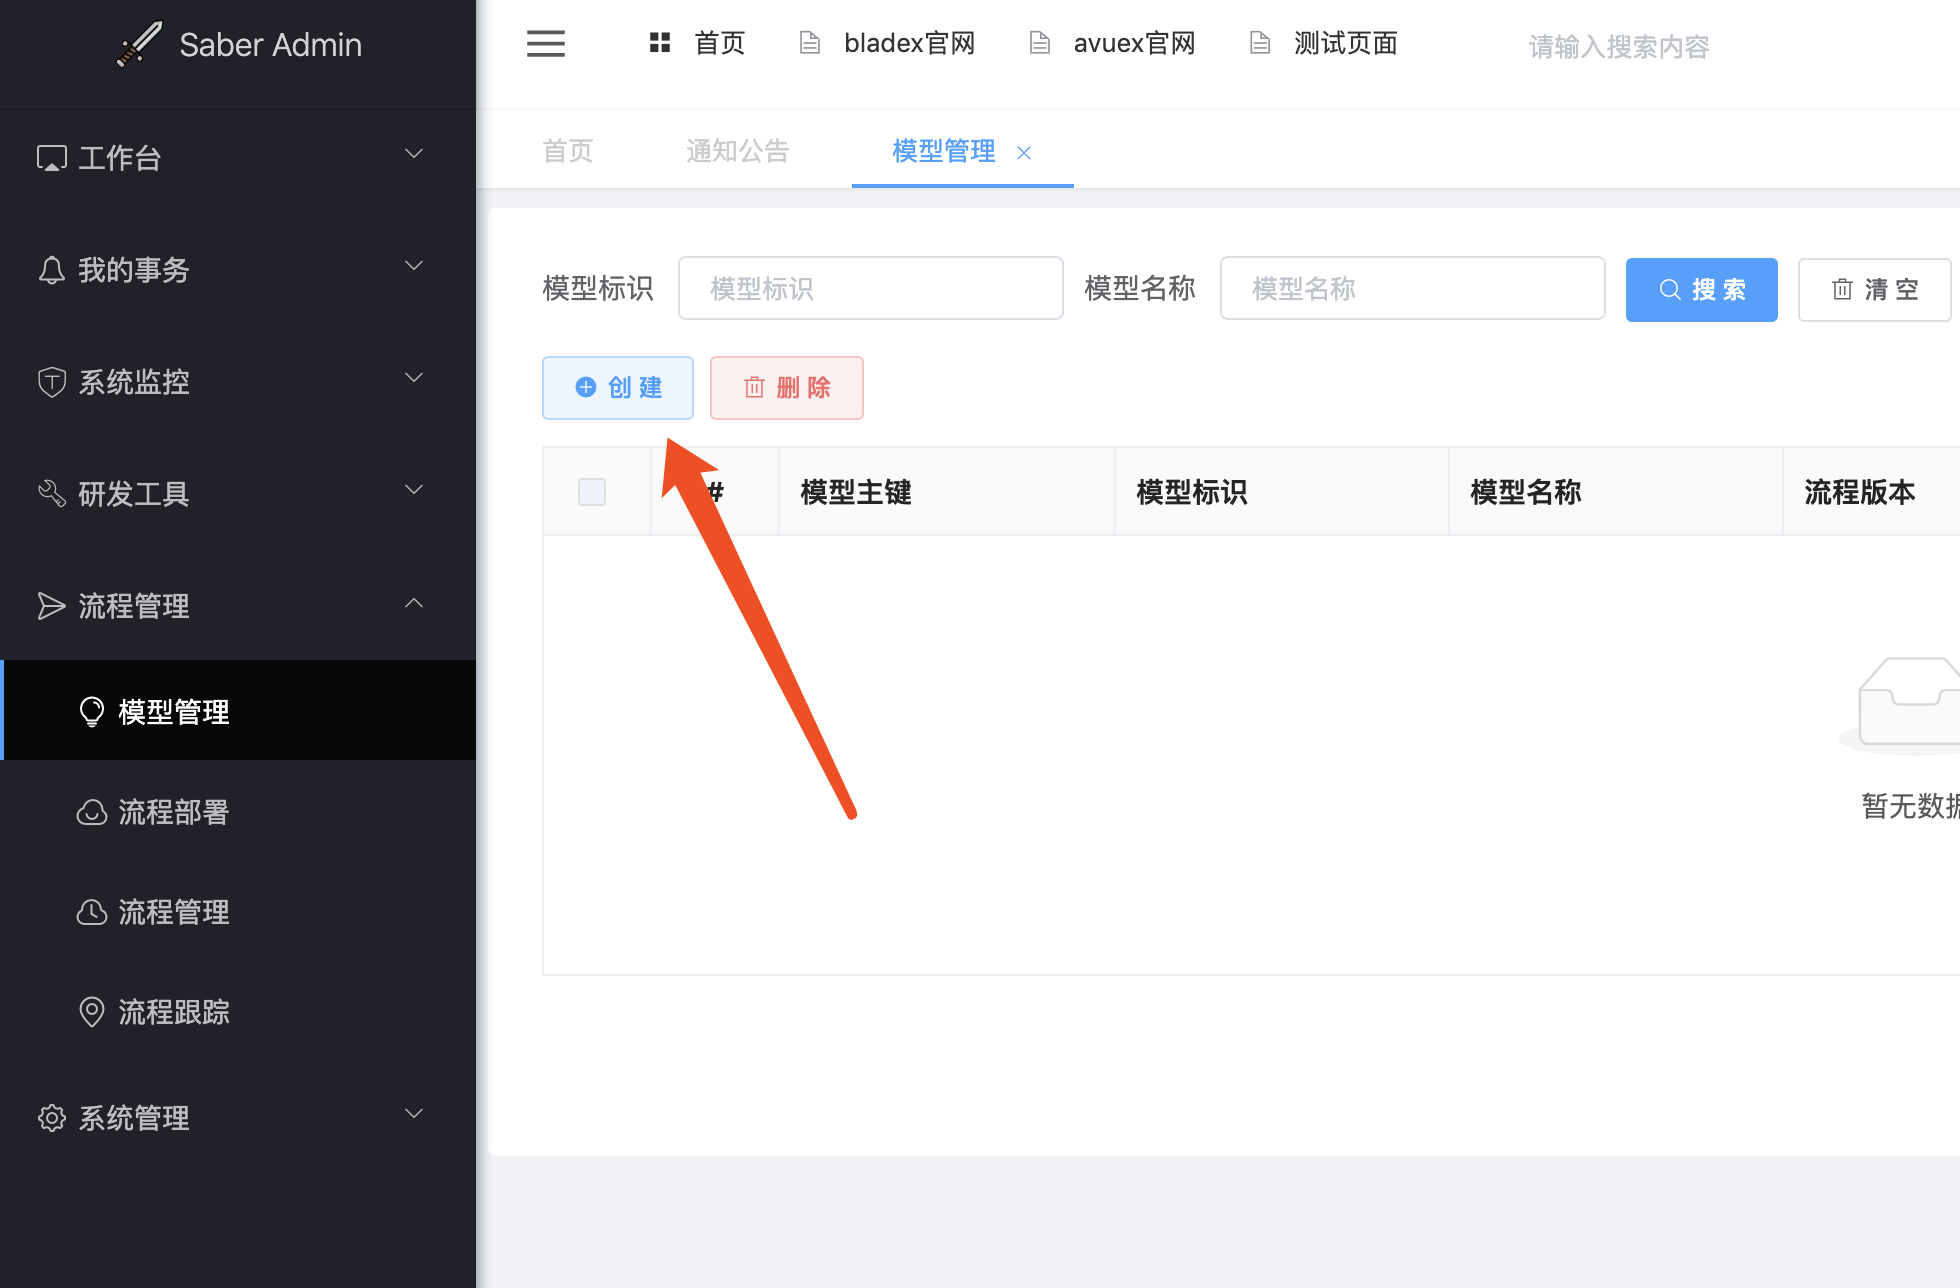 Saber Admin
首页
bladex官网
avuex官网
测试页面
请输入搜索内容
首页
通知公告
模型管理
工作台
我的事务
系统监控
研发工具
流程管理
模型管理
流程部署
流程管理
流程跟踪
系统管理
模型标识
模型标识
模型名称
模型名称
搜 索
清 空
创 建
删 除
#
模型主键
模型标识
模型名称
流程版本
暂无数据